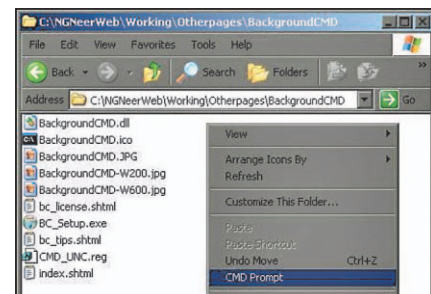 C:\NGNeerWeb\Working\Otherpages\BackgroundCMD
File Edit View Favorites Tools Help
Back Search Folders »
Address C:\NGNeerWeb\Working\Otherpages\BackgroundCMD Go
BackgroundCMD.dll
BackgroundCMD.ico
BackgroundCMD.JPG
BackgroundCMD-W200.jpg
BackgroundCMD-W600.jpg
bc_license.shtml
BC_Setup.exe
bc_tips.shtml
CMD_UNC.reg
index.shtml
View
Arrange Icons By
Refresh
Customize This Folder...
Paste
Paste Shortcut
Undo Move Ctrl+Z
CMD Prompt